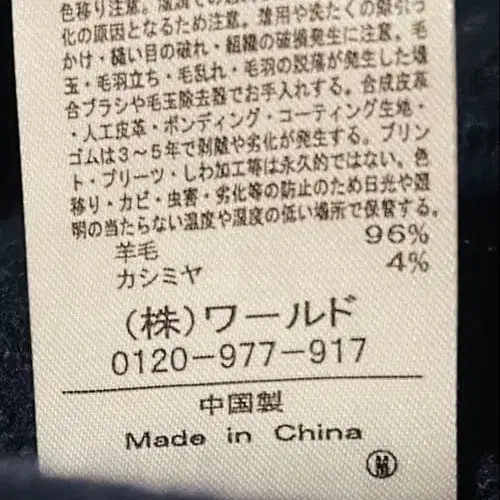 色移り注意。湿潤での
化の原因となるため注意。着用や洗たくの際引っ
かけ・縫い目の破れ・組織の破損発生に注意。毛
玉・毛羽立ち・毛乱れ・毛羽の脱落が発生した場
合ブラシや毛玉除去器でお手入れする。合成皮革
・人工皮革・ボンディング・コーティング生地・
ゴムは3〜5年で剥離や劣化が発生する。プリン
ト・プリーツ・しわ加工等は永久的ではない。色
移り・カビ・虫害・劣化等の防止のため日光や照
明の当たらない温度や湿度の低い場所で保管する。
羊毛 96%
カシミヤ 4%
(株)ワールド
0120-977-917
中国製
Made in China
M